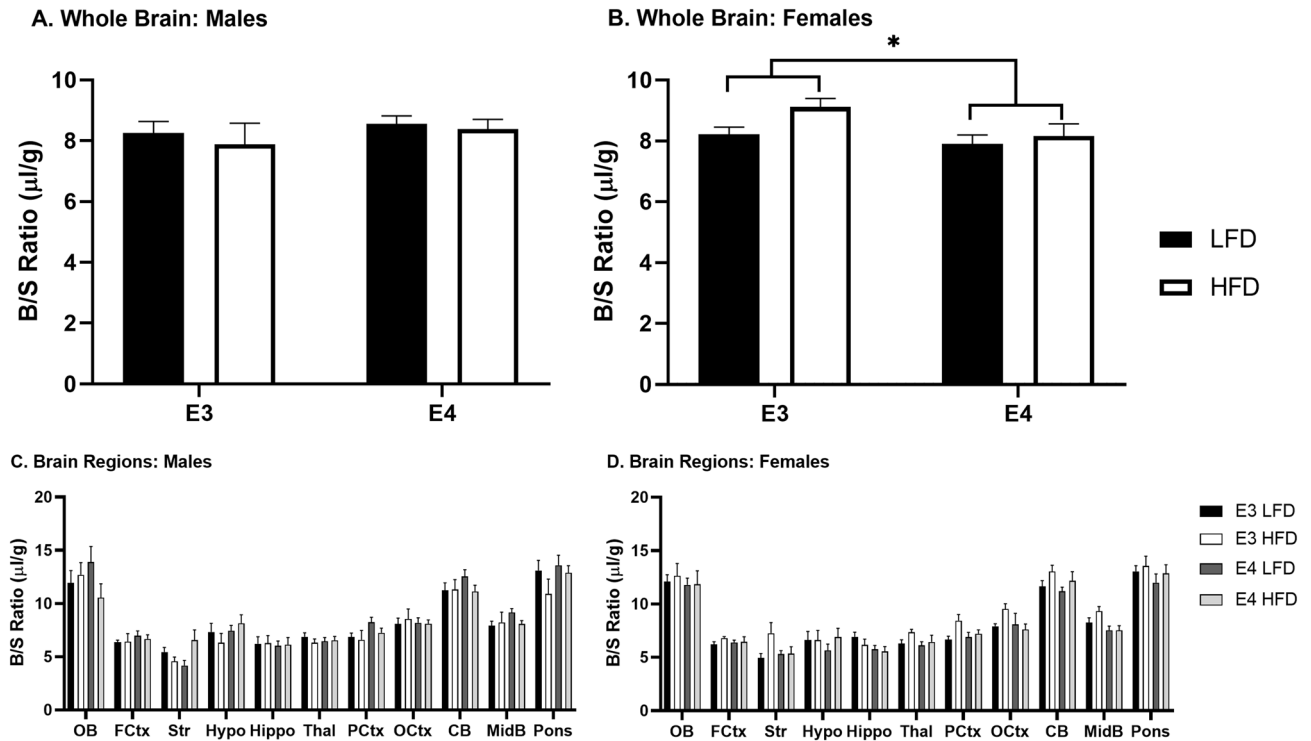 A. Whole Brain: Males
B/S Ratio (µl/g)
10
8
6
4
2
0
E3 E4
B. Whole Brain: Females
*
B/S Ratio (µl/g)
10
8
6
4
2
0
E3 E4
LFD
HFD
C. Brain Regions: Males
B/S Ratio (µl/g)
20
15
10
5
0
OB FCtx Str Hypo Hippo Thal PCtx OCtx CB MidB Pons
D. Brain Regions: Females
B/S Ratio (µl/g)
20
15
10
5
0
OB FCtx Str Hypo Hippo Thal PCtx OCtx CB MidB Pons
E3 LFD
E3 HFD
E4 LFD
E4 HFD